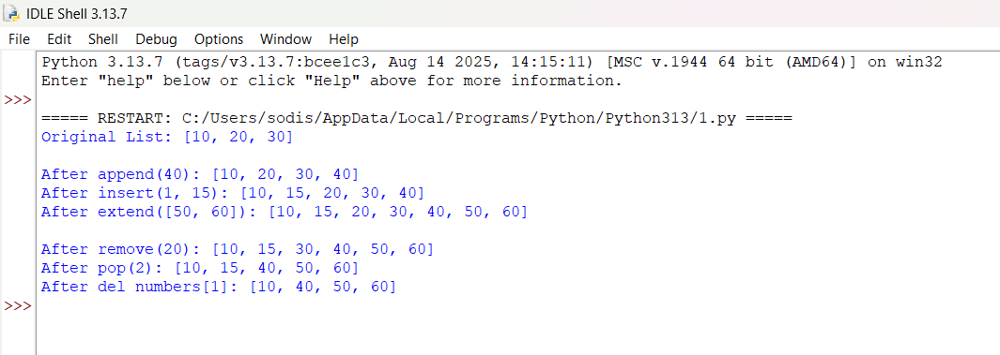 IDLE Shell 3.13.7
File Edit Shell Debug Options Window Help
Python 3.13.7 (tags/v3.13.7:bcee1c3, Aug 14 2025, 14:15:11) [MSC v.1944 64 bit (AMD64)] on win32
Enter "help" below or click "Help" above for more information.
>>>
===== RESTART: C:/Users/sodis/AppData/Local/Programs/Python/Python313/1.py =====
Original List: [10, 20, 30]
After append(40): [10, 20, 30, 40]
After insert(1, 15): [10, 15, 20, 30, 40]
After extend([50, 60]): [10, 15, 20, 30, 40, 50, 60]
After remove(20): [10, 15, 30, 40, 50, 60]
After pop(2): [10, 15, 40, 50, 60]
After del numbers[1]: [10, 40, 50, 60]
>>>